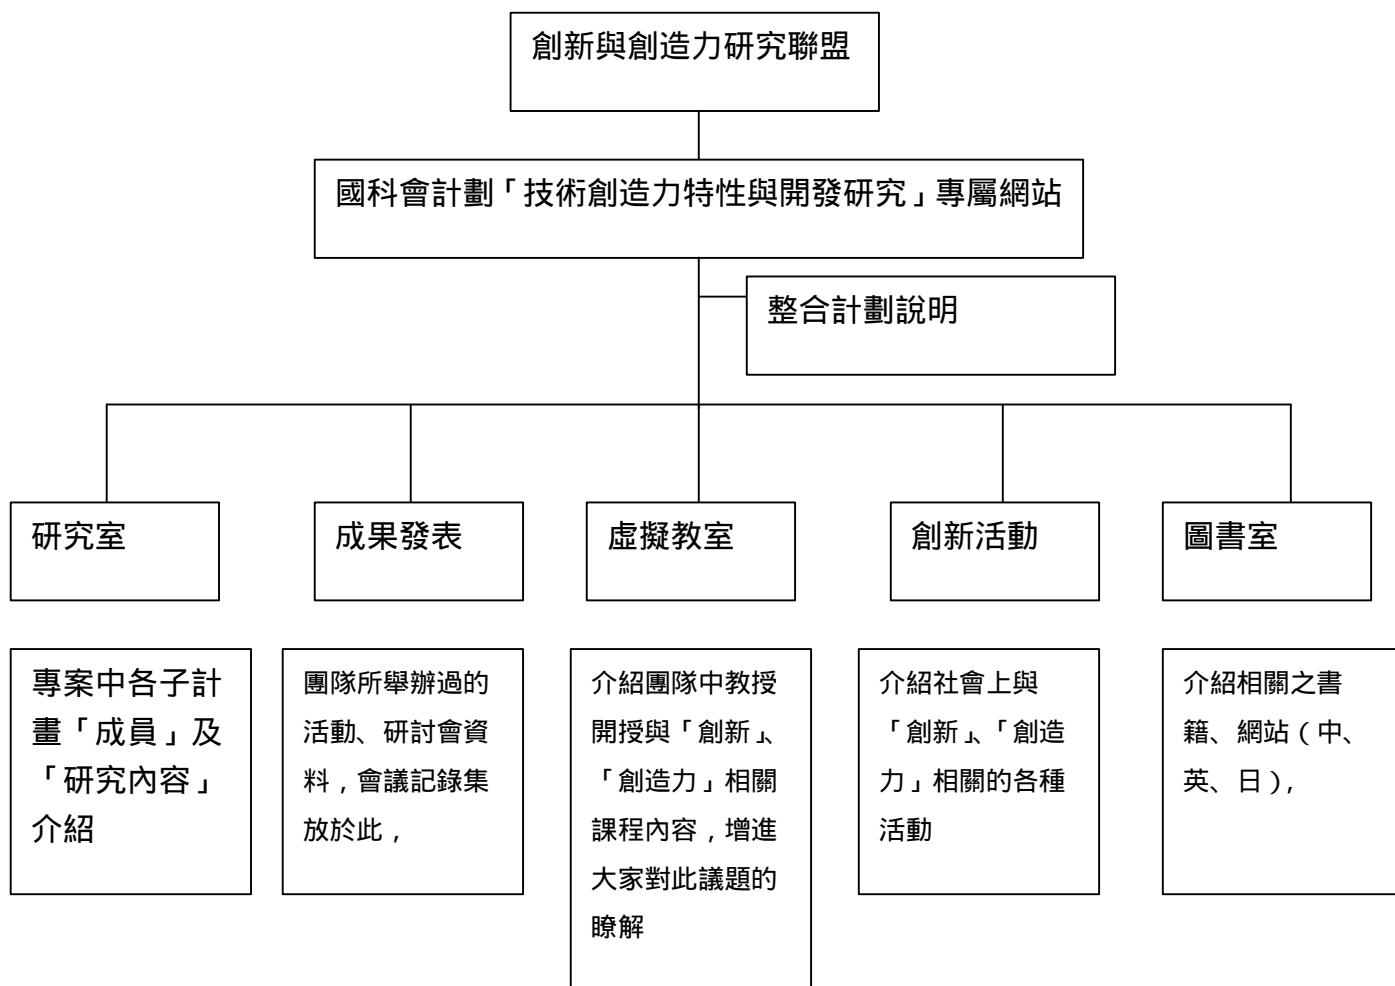 創新與創造力研究聯盟
國科會計劃「技術創造力特性與開發研究」專屬網站
整合計劃說明
研究室
成果發表
虛擬教室
創新活動
圖書室
專案中各子計
畫「成員」及
「研究內容」
介紹
團隊所舉辦過的
活動、研討會資
料，會議記錄集
放於此，
介紹團隊中教授
開授與「創新」、
「創造力」相關
課程內容，增進
大家對此議題的
瞭解
介紹社會上與
「創新」、「創造
力」相關的各種
活動
介紹相關之書
籍、網站（中、
英、日），